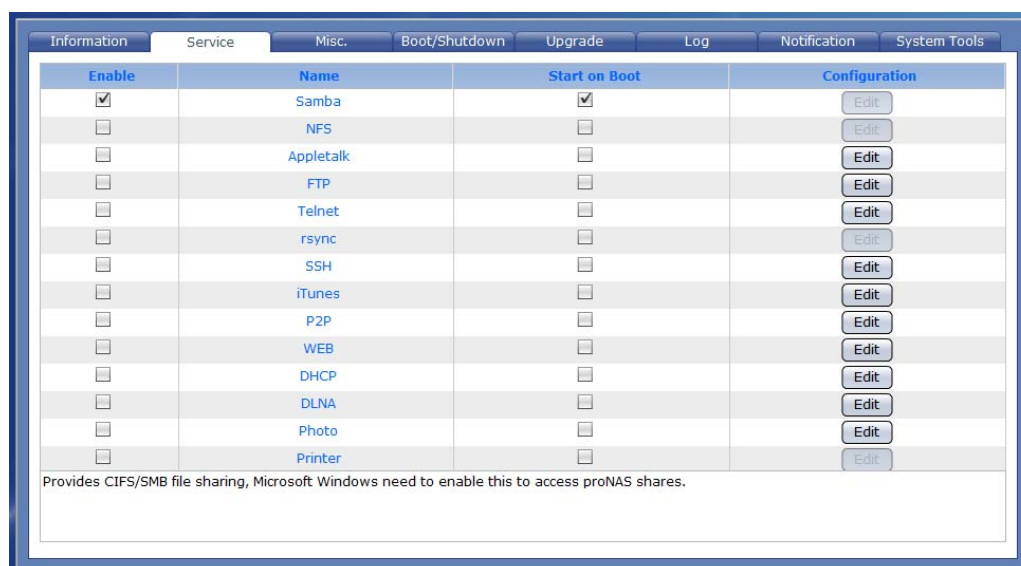 Information Service Misc. Boot/Shutdown Upgrade Log Notification System Tools
Enable Name Start on Boot Configuration
Samba Edit
NFS Edit
Appletalk Edit
FTP Edit
Telnet Edit
rsync Edit
SSH Edit
iTunes Edit
P2P Edit
WEB Edit
DHCP Edit
DLNA Edit
Photo Edit
Printer Edit
Provides CIFS/SMB file sharing, Microsoft Windows need to enable this to access proNAS shares.